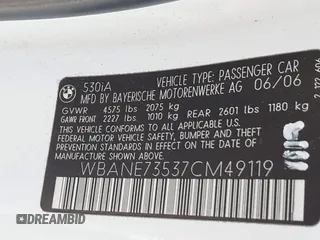 530iA
VEHICLE TYPE: PASSENGER CAR
MFD BY BAYERISCHE MOTORENWERKE AG 06/06
GVWR 4575 lbs 2075 kg
GAWR FRONT 2227 lbs 1010 kg REAR 2601 lbs 1180 kg
THIS VEHICLE CONFORMS TO ALL APPLICABLE
FEDERAL MOTOR VEHICLE SAFETY, BUMPER, AND
THEFT PREVENTION STANDARDS IN EFFECT ON THE
DATE OF MANUFACTURE SHOWN ABOVE.
WBANE73537CM49119
DREAMBID